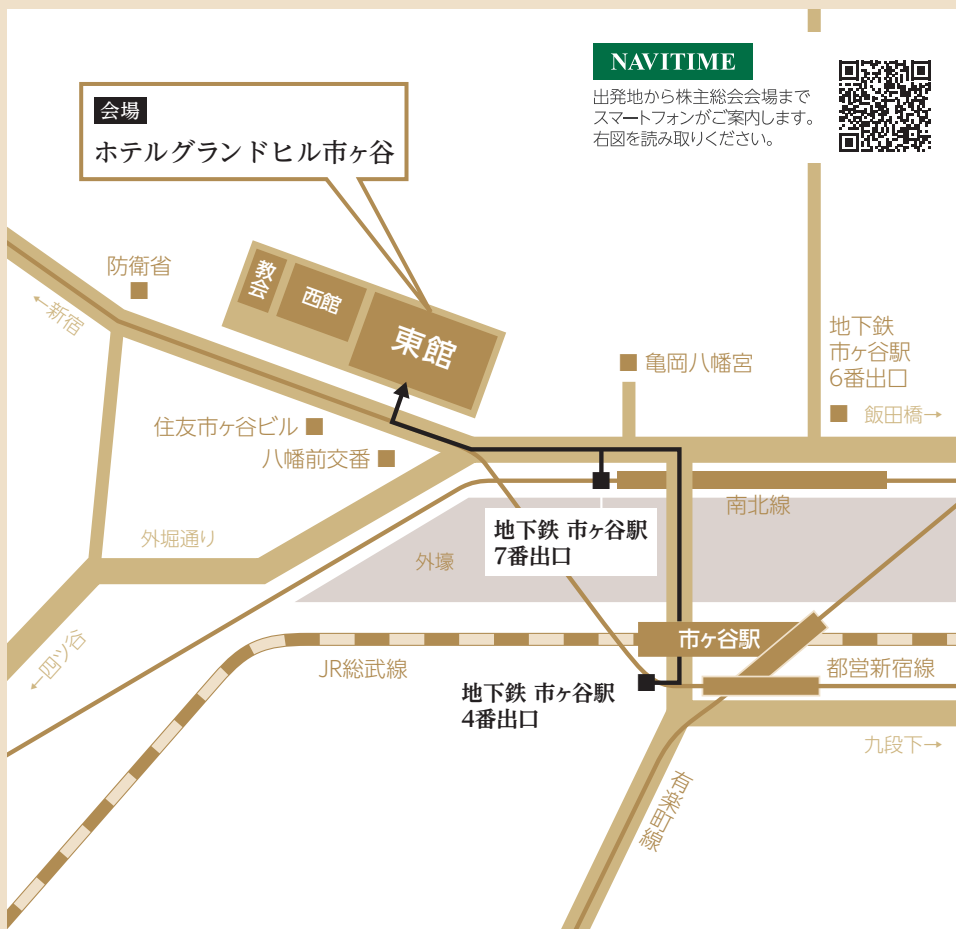 NAVITIME
出発地から株主総会会場まで
スマートフォンがご案内します。
右図を読み取りください。
会場
ホテルグランドヒル市ヶ谷
防衛省
←新宿
教会
西館
東館
亀岡八幡宮
地下鉄
市ヶ谷駅
6番出口
飯田橋→
住友市ヶ谷ビル
八幡前交番
南北線
地下鉄 市ヶ谷駅
7番出口
外堀通り
外濠
←四ツ谷
市ヶ谷駅
JR総武線
都営新宿線
地下鉄 市ヶ谷駅
4番出口
九段下→
有楽町線